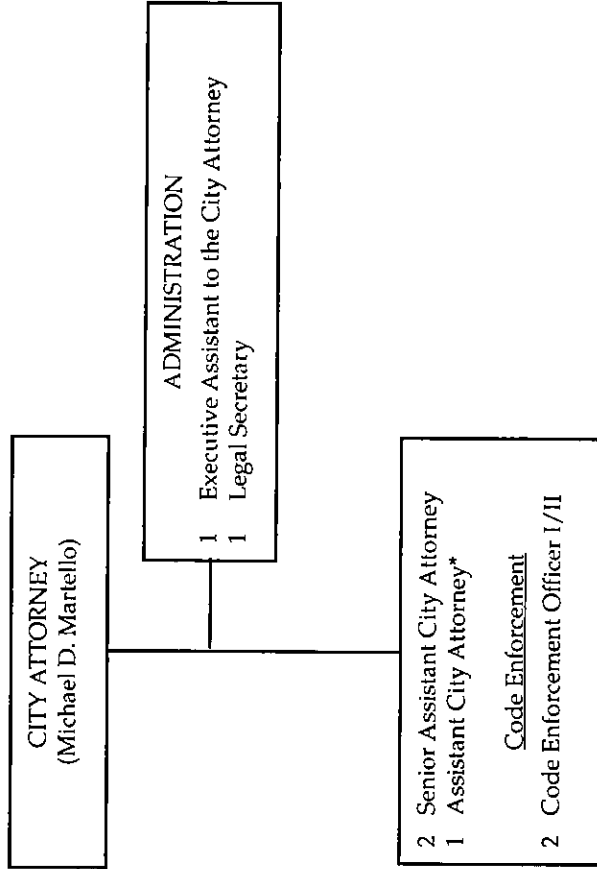 CITY ATTORNEY
(Michael D. Martello)
ADMINISTRATION
1 Executive Assistant to the City Attorney
1 Legal Secretary
2 Senior Assistant City Attorney
1 Assistant City Attorney*
Code Enforcement
2 Code Enforcement Officer I/II